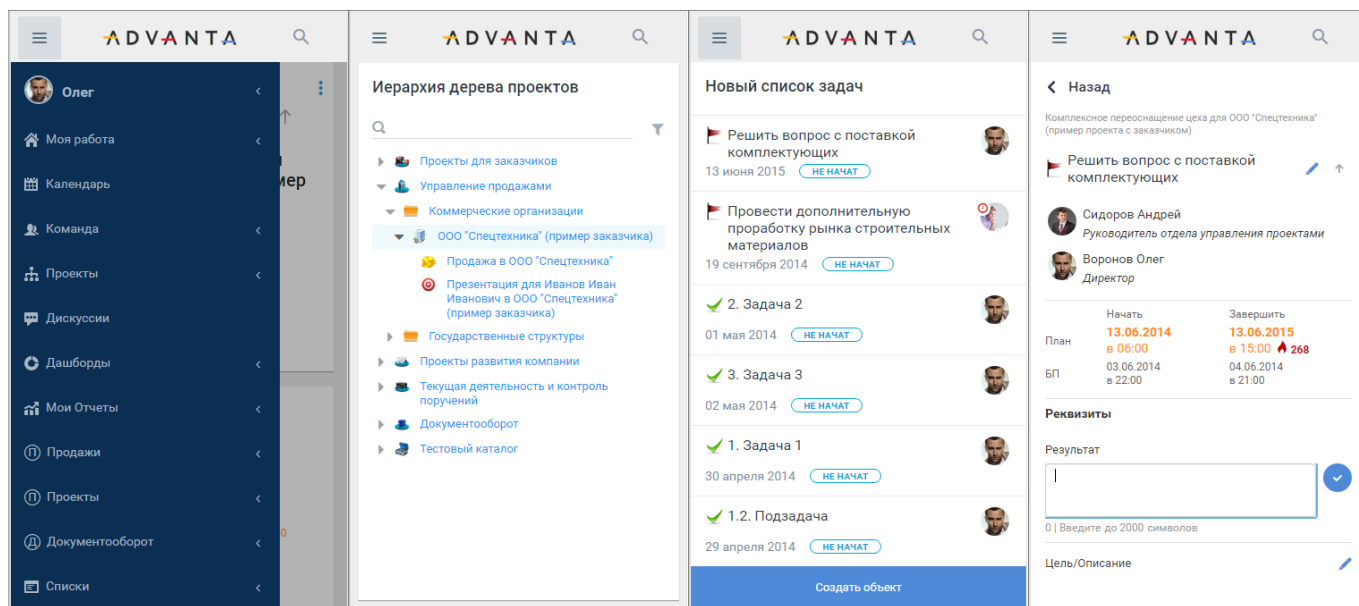 ADVANTA
Олег
Моя работа
Календарь
Команда
Проекты
Дискуссии
Дашборды
Мои Отчеты
П Продажи
П Проекты
Д Документооборот
Списки
мер
0
ADVANTA
Иерархия дерева проектов
Проекты для заказчиков
Управление продажами
Коммерческие организации
ООО "Спецтехника" (пример заказчика)
Продажа в ООО "Спецтехника"
Презентация для Иванов Иван
Иванович в ООО "Спецтехника"
(пример заказчика)
Государственные структуры
Проекты развития компании
Текущая деятельность и контроль
поручений
Документооборот
Тестовый каталог
ADVANTA
Новый список задач
Решить вопрос с поставкой
комплектующих
13 июня 2015 НЕ НАЧАТ
Провести дополнительную
проработку рынка строительных
материалов
19 сентября 2014 НЕ НАЧАТ
2. Задача 2
01 мая 2014 НЕ НАЧАТ
3. Задача 3
02 мая 2014 НЕ НАЧАТ
1. Задача 1
30 апреля 2014 НЕ НАЧАТ
1.2. Подзадача
29 апреля 2014 НЕ НАЧАТ
Создать объект
ADVANTA
Назад
Комплексное переоснащение цеха для ООО "Спецтехника"
(пример проекта с заказчиком)
Решить вопрос с поставкой
комплектующих
Сидоров Андрей
Руководитель отдела управления проектами
Воронов Олег
Директор
Начать Завершить
План 13.06.2014 13.06.2015
в 06:00 в 15:00 268
БП 03.06.2014 04.06.2014
в 22:00 в 21:00
Реквизиты
Результат
0 | Введите до 2000 символов
Цель/Описание